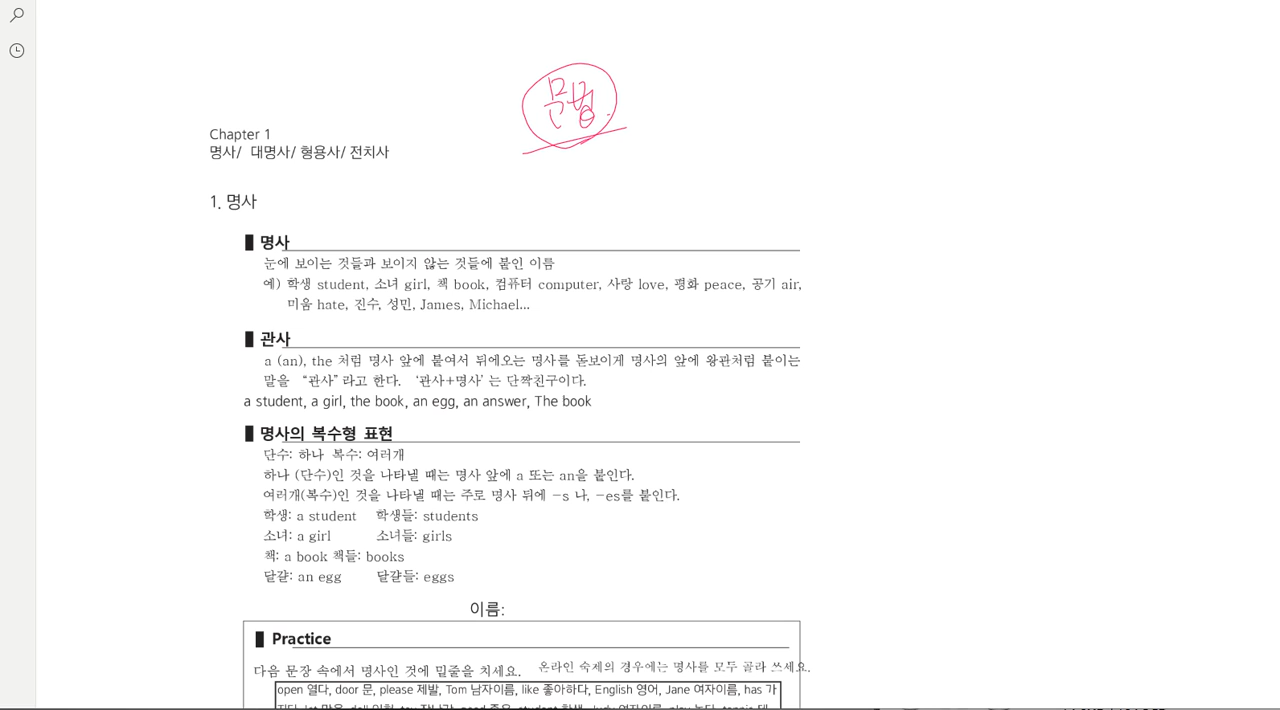 문법.
Chapter 1
명사/ 대명사/ 형용사/ 전치사
1. 명사
명사
눈에 보이는 것들과 보이지 않는 것들에 붙인 이름
예) 학생 student, 소녀 girl, 책 book, 컴퓨터 computer, 사랑 love, 평화 peace, 공기 air,
미움 hate, 진수, 성민, James, Michael...
관사
a (an), the 처럼 명사 앞에 붙여서 뒤에오는 명사를 돋보이게 명사의 앞에 왕관처럼 붙이는
말을 "관사" 라고 한다. '관사+명사' 는 단짝친구이다.
a student, a girl, the book, an egg, an answer, The book
명사의 복수형 표현
단수: 하나 복수: 여러개
하나 (단수)인 것을 나타낼 때는 명사 앞에 a 또는 an을 붙인다.
여러개(복수)인 것을 나타낼 때는 주로 명사 뒤에 -s 나, -es를 붙인다.
학생: a student 학생들: students
소녀: a girl 소녀들: girls
책: a book 책들: books
달걀: an egg 달걀들: eggs
이름:
Practice
다음 문장 속에서 명사인 것에 밑줄을 치세요. 온라인 숙제의 경우에는 명사를 모두 골라 쓰세요.
open 열다, door 문, please 제발, Tom 남자이름, like 좋아하다, English 영어, Jane 여자이름, has 가